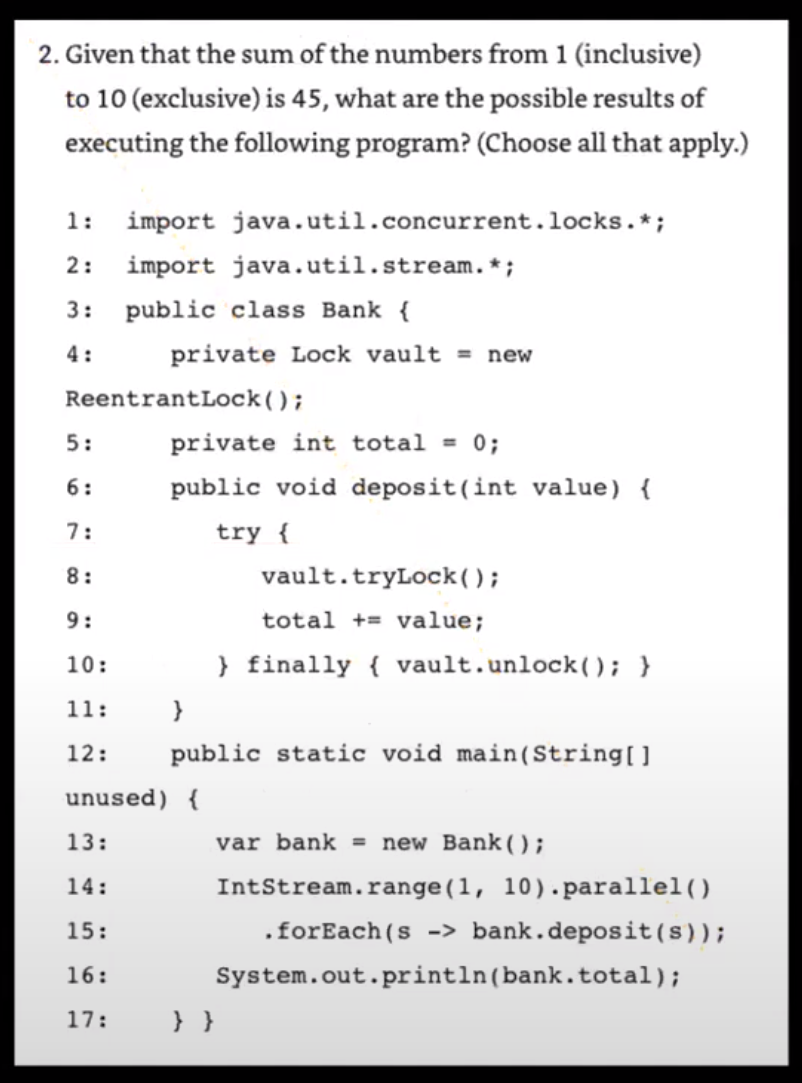 2. Given that the sum of the numbers from 1 (inclusive)
to 10 (exclusive) is 45, what are the possible results of
executing the following program? (Choose all that apply.)
1: import java.util.concurrent.locks.*;
2: import java.util.stream.*;
3: public class Bank {
4: private Lock vault = new
ReentrantLock();
5: private int total = 0;
6: public void deposit(int value) {
7: try {
8: vault.tryLock();
9: total += value;
10: } finally { vault.unlock(); }
11: }
12: public static void main(String[]
unused) {
13: var bank = new Bank();
14: IntStream.range(1, 10).parallel()
15: .forEach(s -> bank.deposit(s));
16: System.out.println(bank.total);
17: } }